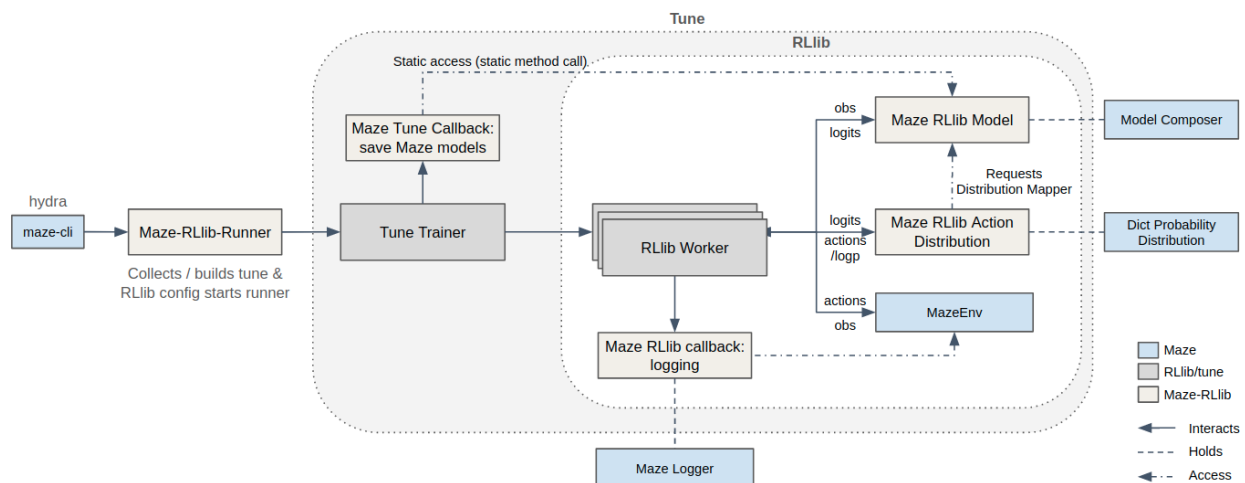 Tune
RLlib
Static access (static method call)
Maze Tune Callback:
save Maze models
obs
logits
Maze RLlib Model
Model Composer
Requests
Distribution Mapper
hydra
maze-cli
Maze-RLlib-Runner
Collects / builds tune &
RLlib config starts runner
Tune Trainer
RLlib Worker
logits
actions
/logp
Maze RLlib Action
Distribution
Dict Probability
Distribution
actions
obs
MazeEnv
Maze RLlib callback:
logging
Maze Logger
Maze
RLlib/tune
Maze-RLlib
Interacts
Holds
Access